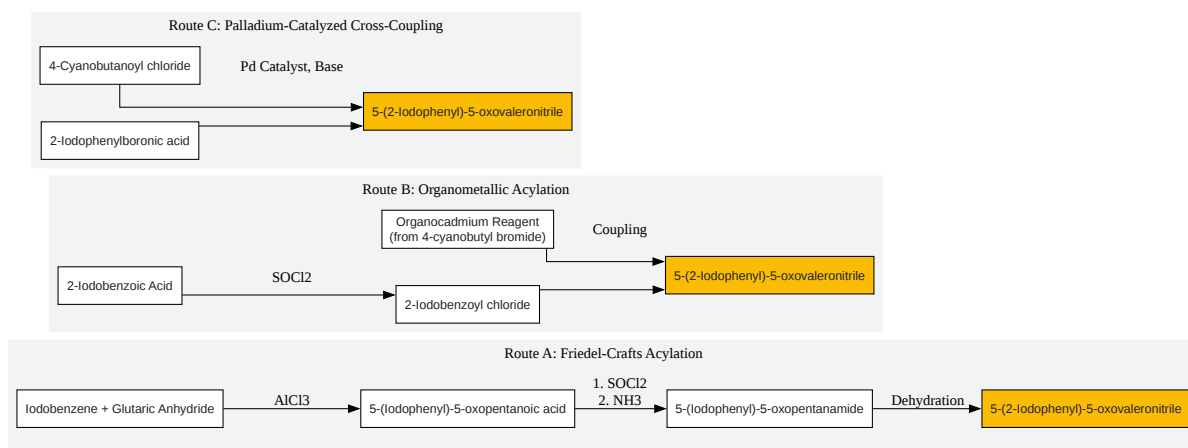 Route C: Palladium-Catalyzed Cross-Coupling
4-Cyanobutanoyl chloride
Pd Catalyst, Base
5-(2-Iodophenyl)-5-oxovaleronitrile
2-Iodophenylboronic acid
Route B: Organometallic Acylation
Organocadmium Reagent
(from 4-cyanobutyl bromide)
Coupling
5-(2-Iodophenyl)-5-oxovaleronitrile
2-Iodobenzoic Acid
SOCl2
2-Iodobenzoyl chloride
Route A: Friedel-Crafts Acylation
Iodobenzene + Glutaric Anhydride
AlCl3
5-(Iodophenyl)-5-oxopentanoic acid
1. SOCl2
2. NH3
5-(Iodophenyl)-5-oxopentanamide
Dehydration
5-(2-Iodophenyl)-5-oxovaleronitrile